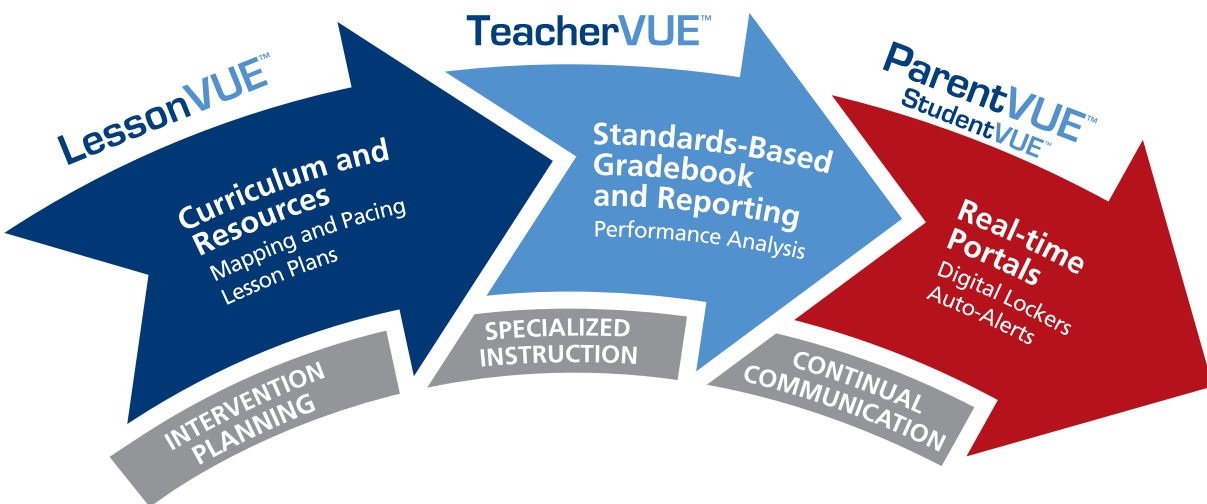 LessonVUE™
Curriculum and
Resources
Mapping and Pacing
Lesson Plans
INTERVENTION
PLANNING
TeacherVUE™
Standards-Based
Gradebook
and Reporting
Performance Analysis
SPECIALIZED
INSTRUCTION
ParentVUE™
StudentVUE™
Real-time
Portals
Digital Lockers
Auto-Alerts
CONTINUAL
COMMUNICATION